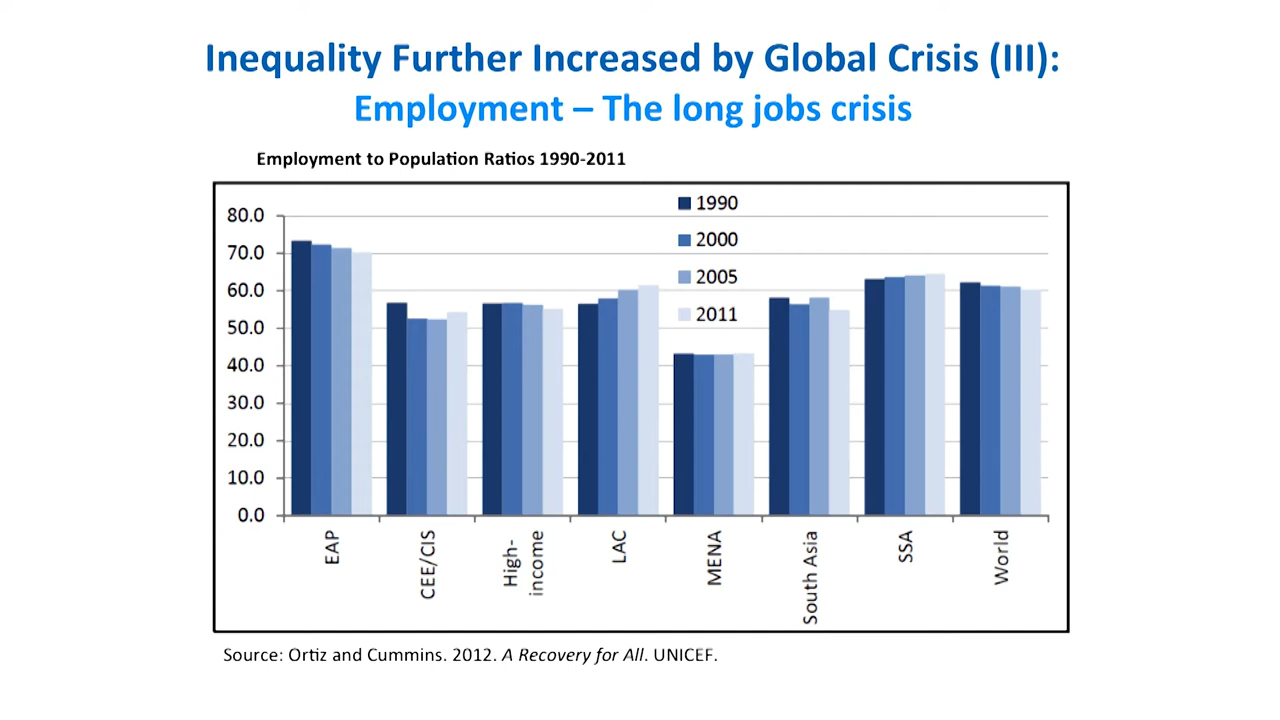 Inequality Further Increased by Global Crisis (III):
Employment – The long jobs crisis
Employment to Population Ratios 1990-2011
1990
2000
2005
2011
80.0
70.0
60.0
50.0
40.0
30.0
20.0
10.0
0.0
EAP
CEE/CIS
High-
income
LAC
MENA
South Asia
SSA
World
Source: Ortiz and Cummins. 2012. A Recovery for All. UNICEF.